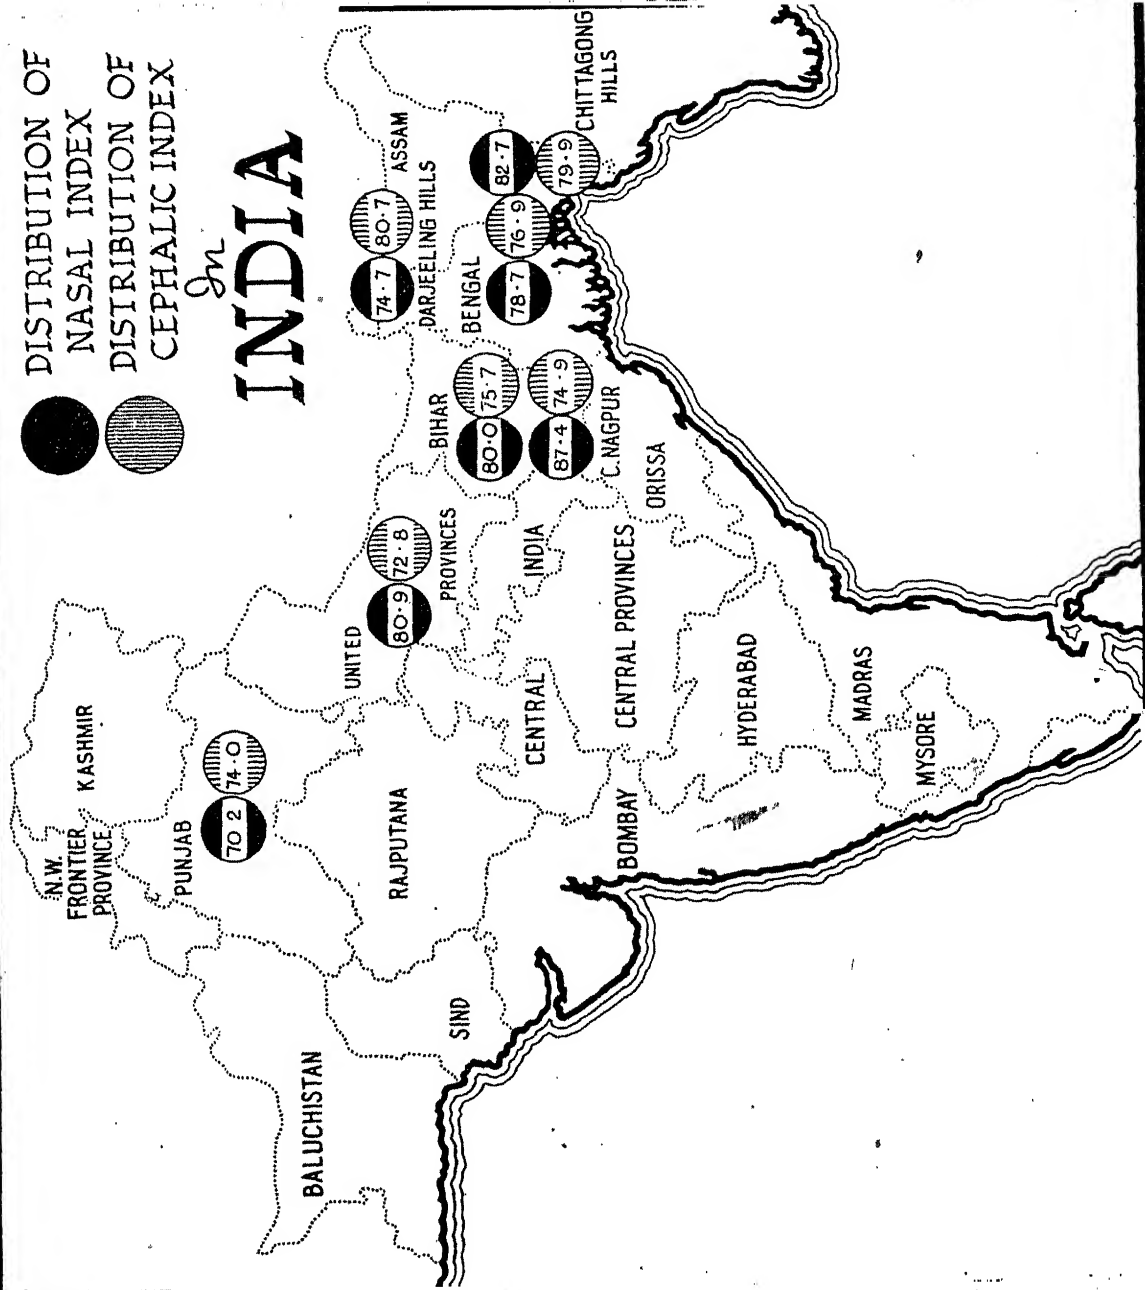 DISTRIBUTION OF
NASAL INDEX
DISTRIBUTION OF
CEPHALIC INDEX
In
INDIA
N.W.
FRONTIER
PROVINCE
KASHMIR
PUNJAB
70 2
74·0
BALUCHISTAN
RAJPUTANA
SIND
UNITED
PROVINCES
80·9
72·8
74·7
80·7
ASSAM
DARJEELING HILLS
BIHAR
80·0
75·7
BENGAL
78·7
76·9
82·7
79·9
CHITTAGONG
HILLS
87·4
74·9
C.NAGPUR
CENTRAL
INDIA
ORISSA
BOMBAY
CENTRAL PROVINCES
HYDERABAD
MADRAS
MYSORE